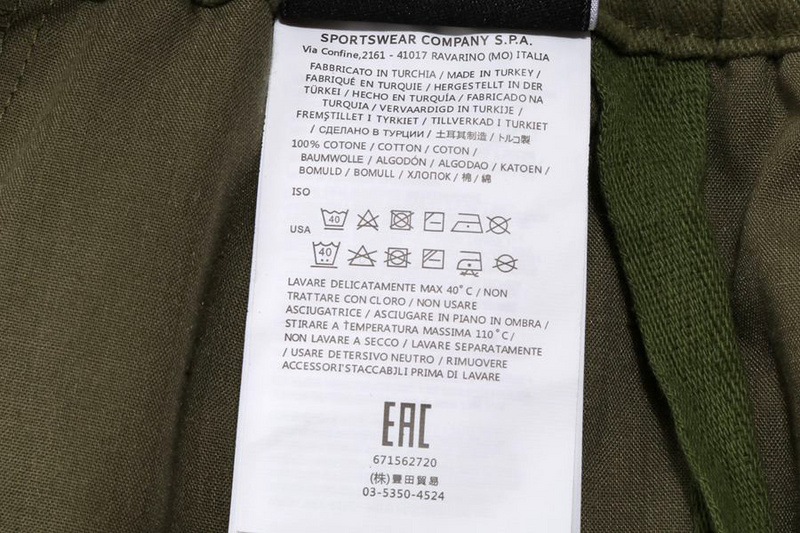 SPORTSWEAR COMPANY S.P.A.
Via Confine,2161 - 41017 RAVARINO (MO) ITALIA
FABBRICATO IN TURCHIA / MADE IN TURKEY /
FABRIQUÉ EN TURQUIE / HERGESTELLT IN DER
TÜRKEI / HECHO EN TURQUÍA / FABRICADO NA
TURQUIA / VERVAARDIGD IN TURKIJE /
FREMSTILLET I TYRKIET / TILLVERKAD I TURKIET
/ СДЕЛАНО В ТУРЦИИ / 土耳其制造 / トルコ製
100% COTONE / COTTON / COTON /
BAUMWOLLE / ALGODÓN / ALGODAO / KATOEN /
BOMULD / BOMULL / ХЛОПОК / 棉 / 綿
ISO
40
USA
40
LAVARE DELICATAMENTE MAX 40°C / NON
TRATTARE CON CLORO / NON USARE
ASCIUGATRICE / ASCIUGARE IN PIANO IN OMBRA /
STIRARE A TEMPERATURA MASSIMA 110°C /
NON LAVARE A SECCO / LAVARE SEPARATAMENTE
/ USARE DETERSIVO NEUTRO / RIMUOVERE
ACCESSORI STACCABILI PRIMA DI LAVARE
EAC
671562720
(株)豊田貿易
03-5350-4524